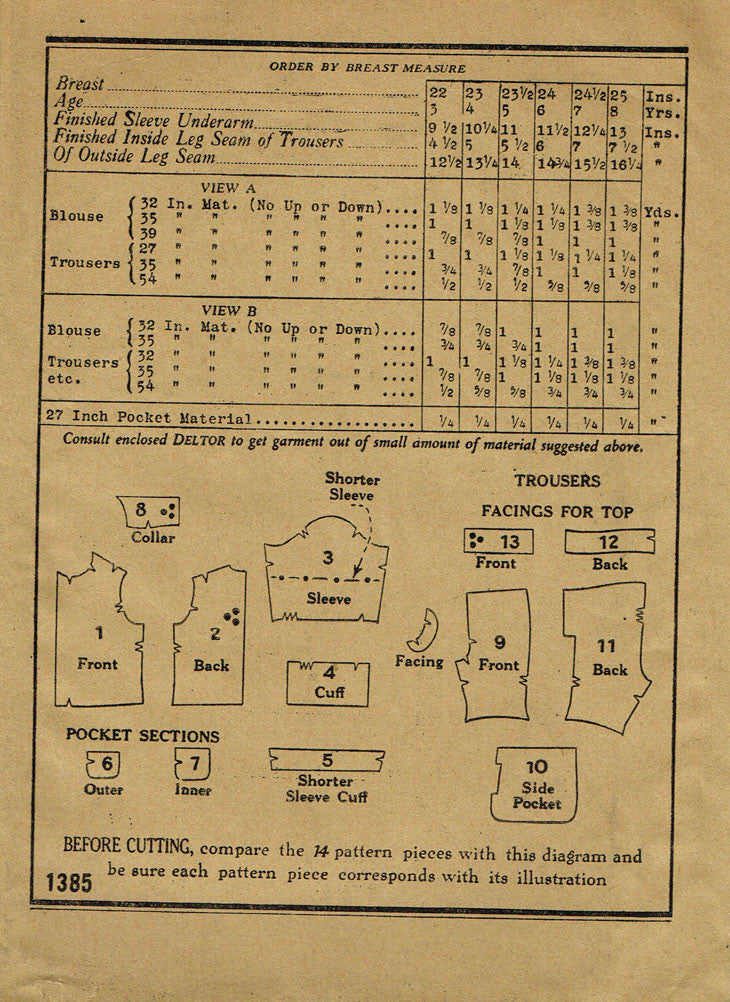 ORDER BY BREAST MEASURE
Breast 22 23 23½ 24 24½ 25 Ins.
Age 3 4 5 6 7 8 Yrs.
Finished Sleeve Underarm 9 ½ 10¼ 11 11½ 12¼ 13 Ins.
Finished Inside Leg Seam of Trousers 4 ½ 5 5 ½ 6 7 7 ½ "
Of Outside Leg Seam 12½ 13¼ 14 14¾ 15½ 16¼ "
VIEW A
Blouse { 32 In. Mat. (No Up or Down).... 1 ⅛ 1 ⅛ 1 ¼ 1 ¼ 1 ⅜ 1 ⅜ Yds.
35 " " " " " " .... 1 1 1 ⅛ 1 ⅛ 1 ⅜ 1 ⅜ "
39 " " " " " " .... ⅞ ⅞ ⅞ 1 1 1 "
Trousers { 27 " " " " " " .... 1 1 1 ⅛ 1 ⅛ 1 ¼ 1 ¼ "
35 " " " " " " .... ¾ ¾ ⅞ 1 1 1 ⅛ "
54 " " " " " " .... ½ ½ ½ ⅝ ⅝ ⅝ "
VIEW B
Blouse { 32 In. Mat. (No Up or Down).... ⅞ ⅞ 1 1 1 1 "
35 " " " " " " .... ¾ ¾ ¾ 1 1 1 "
Trousers { 32 " " " " " " .... 1 1 1 ⅛ 1 ¼ 1 ⅜ 1 ⅜ "
etc. 35 " " " " " " .... ⅞ ⅞ 1 1 ⅛ 1 ⅛ 1 ⅛ "
54 " " " " " " .... ½ ⅝ ⅝ ¾ ¾ ¾ "
27 Inch Pocket Material.................. ¼ ¼ ¼ ¼ ¼ ¼ "
Consult enclosed DELTOR to get garment out of small amount of material suggested above.
Shorter
Sleeve
TROUSERS
FACINGS FOR TOP
8
Collar
3
Sleeve
13
Front
12
Back
1
Front
2
Back
4
Cuff
Facing
9
Front
11
Back
POCKET SECTIONS
6
Outer
7
Inner
5
Shorter
Sleeve Cuff
10
Side
Pocket
BEFORE CUTTING, compare the 14 pattern pieces with this diagram and
be sure each pattern piece corresponds with its illustration
1385